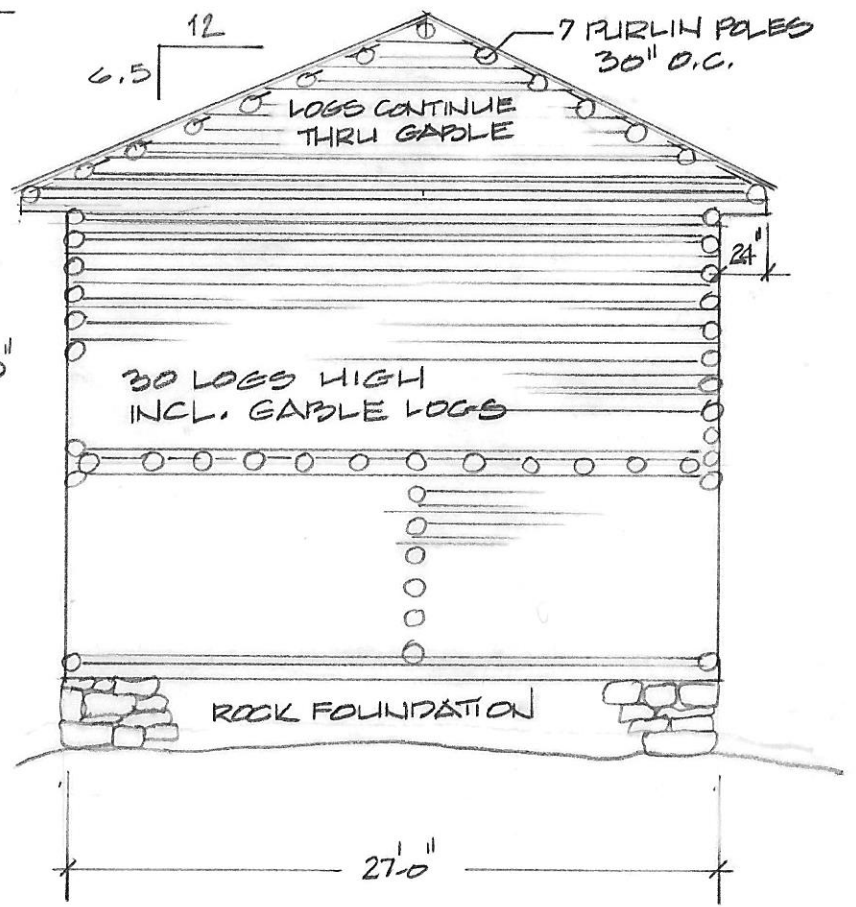 12
6.5
7 PURLIN POLES
30" O.C.
LOGS CONTINUE
THRU GABLE
24"
30 LOGS HIGH
INCL. GABLE LOGS
ROCK FOUNDATION
27'-0"